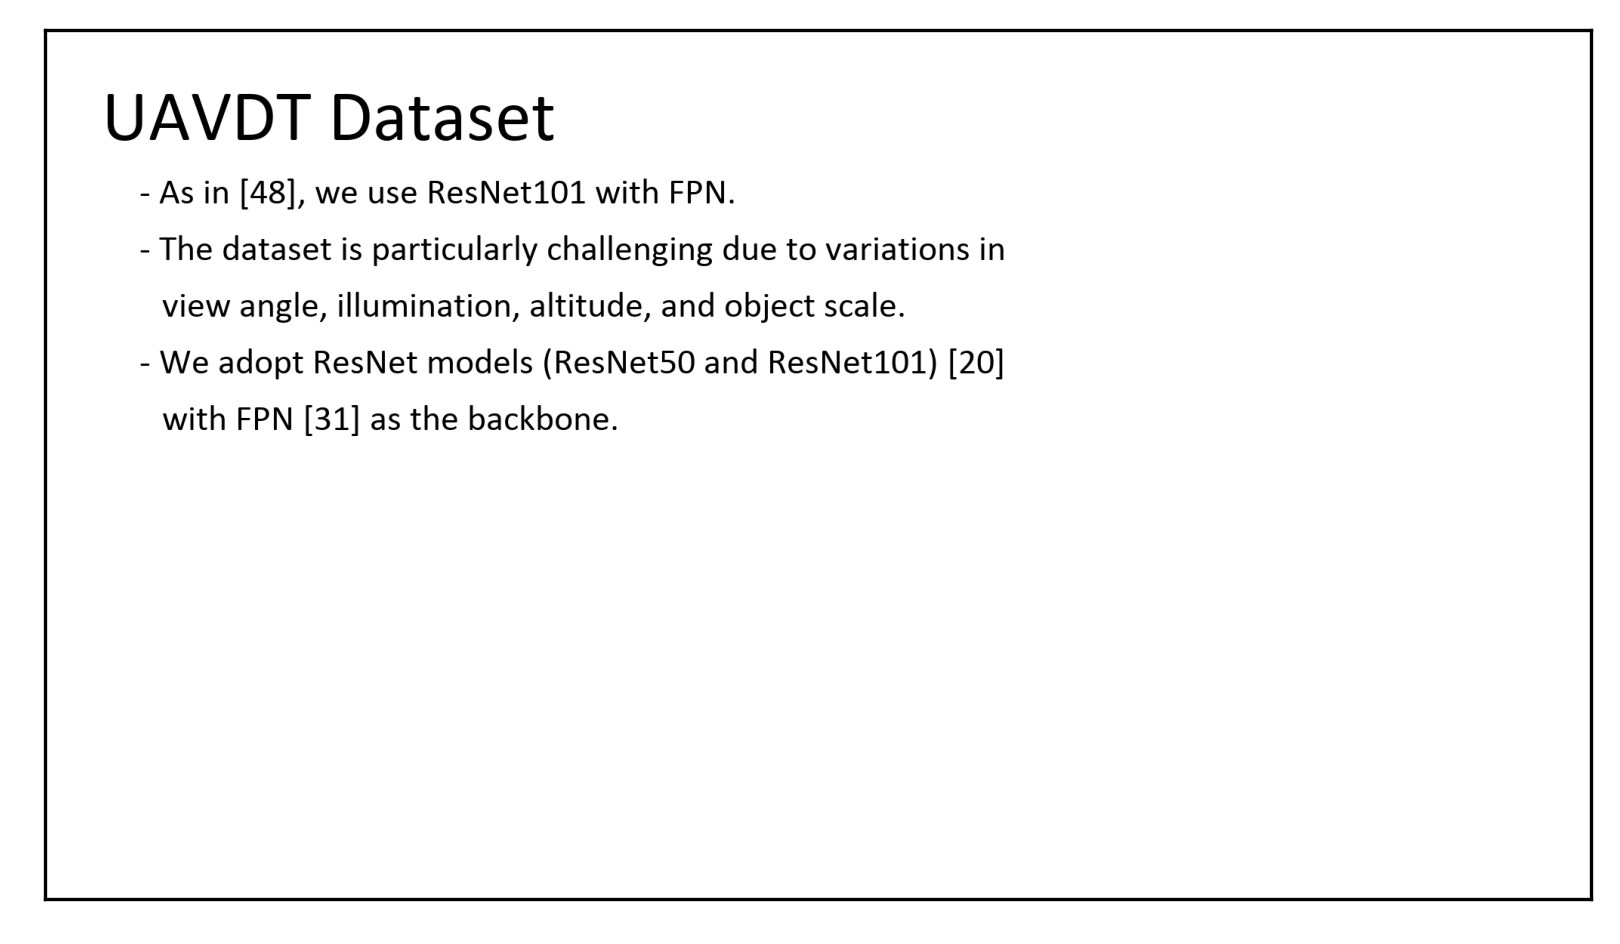 UAVDT Dataset
- As in [48], we use ResNet101 with FPN.
- The dataset is particularly challenging due to variations in
view angle, illumination, altitude, and object scale.
- We adopt ResNet models (ResNet50 and ResNet101) [20]
with FPN [31] as the backbone.